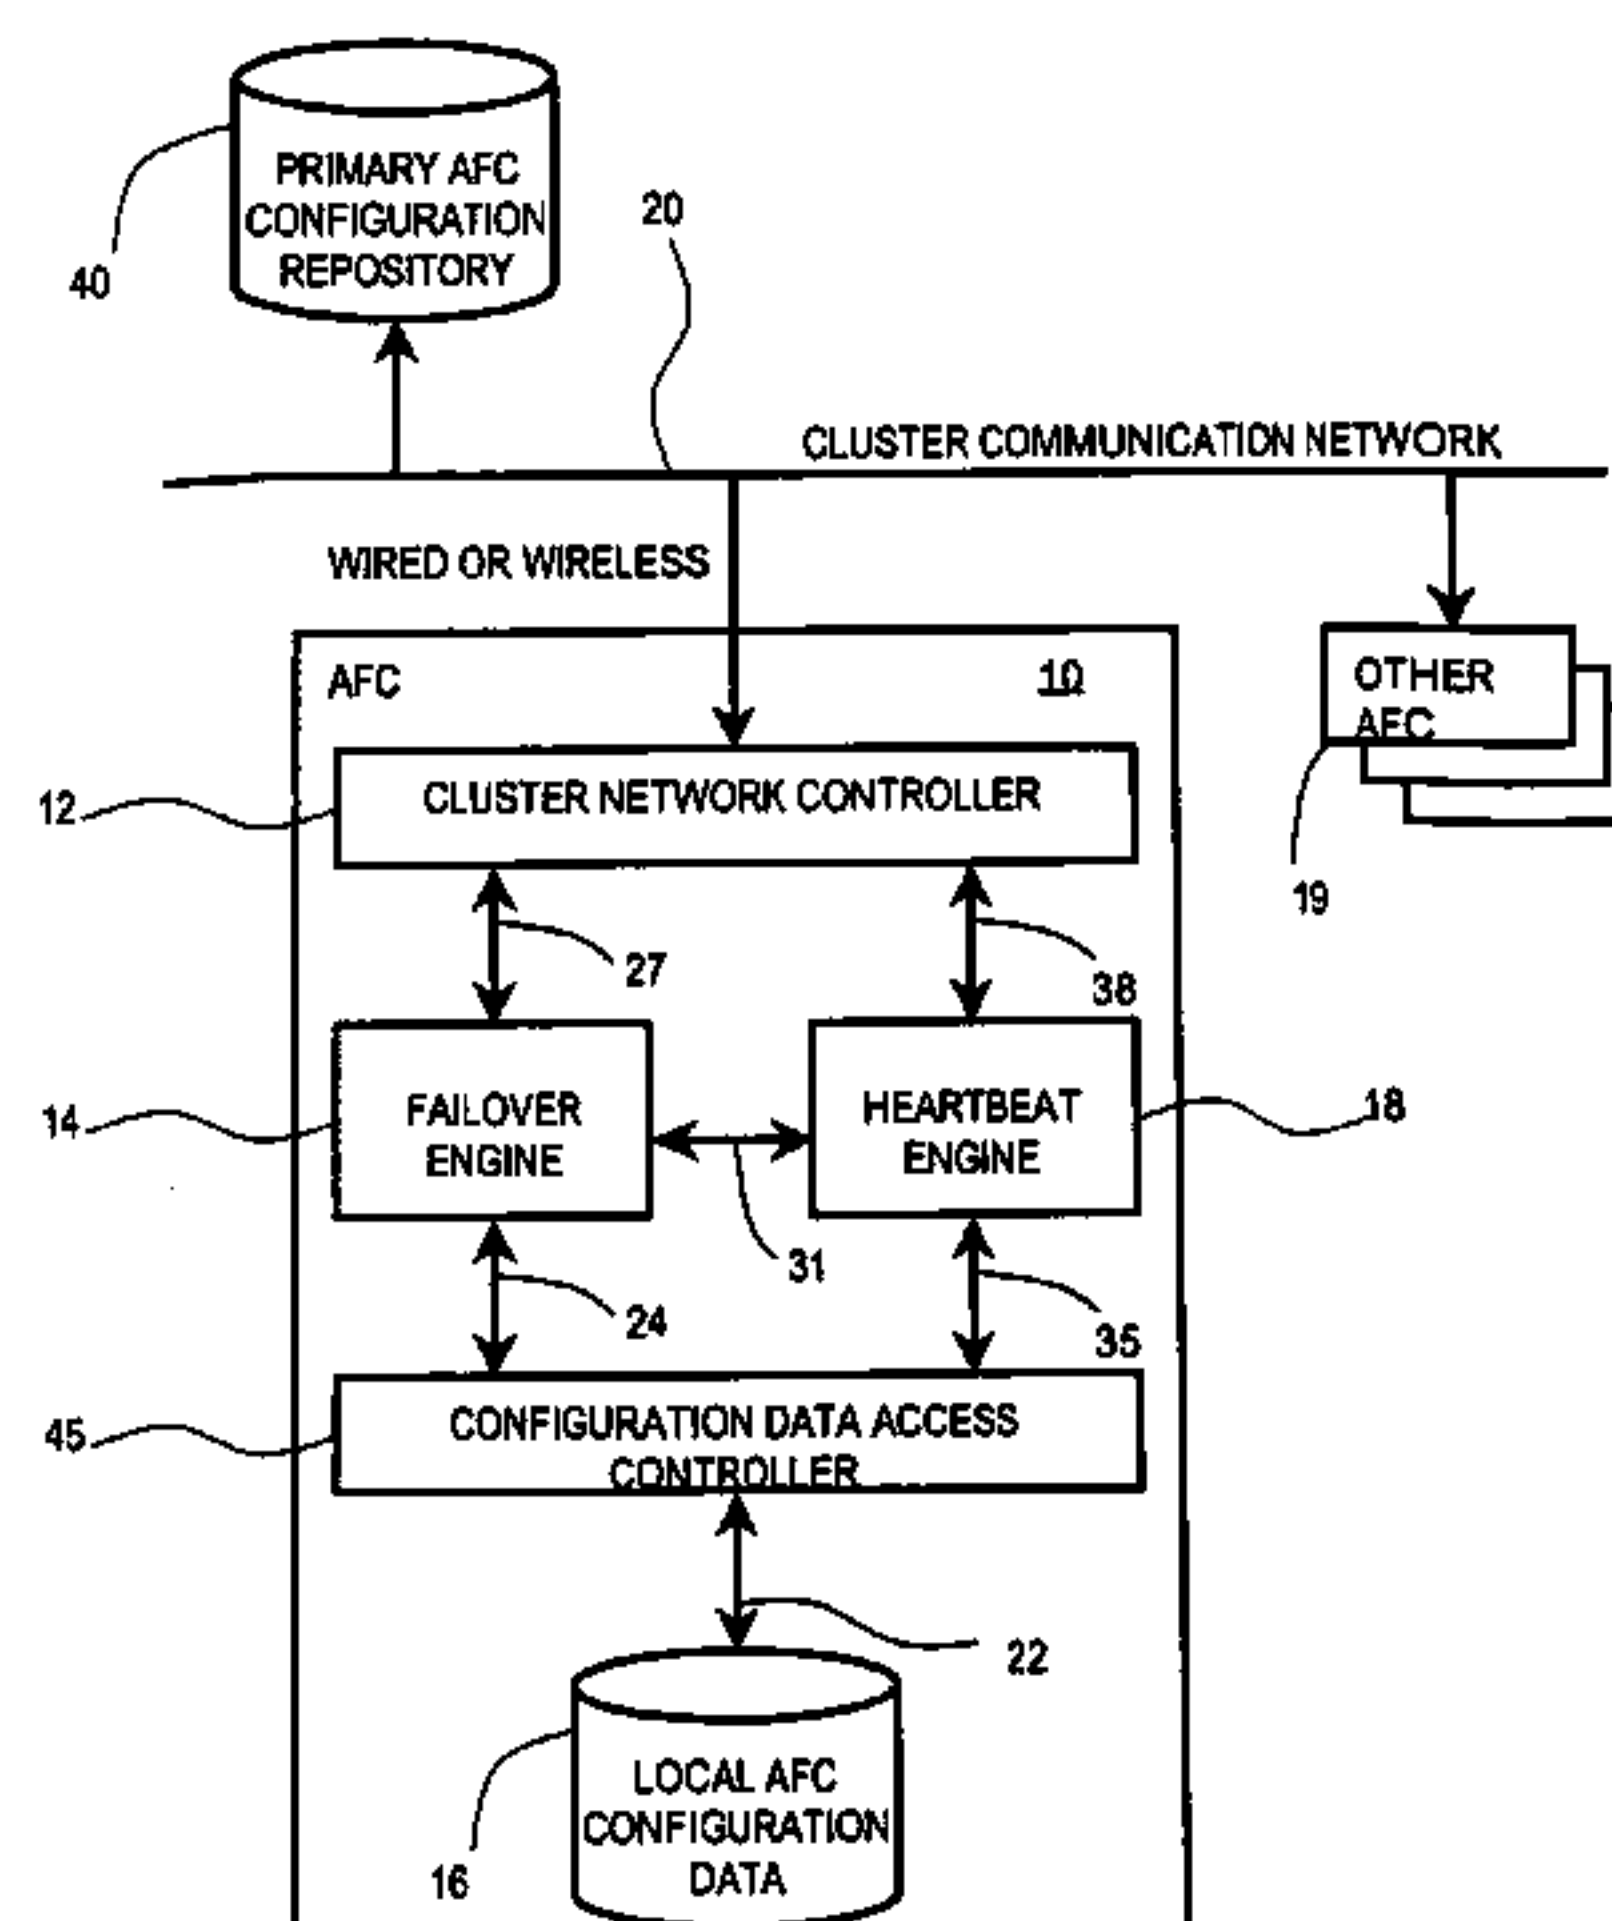 PRIMARY AFC
CONFIGURATION
REPOSITORY
40
20
CLUSTER COMMUNICATION NETWORK
WIRED OR WIRELESS
AFC
10
OTHER
AFC
19
12
CLUSTER NETWORK CONTROLLER
27
38
14
FAILOVER
ENGINE
HEARTBEAT
ENGINE
18
31
24
35
45
CONFIGURATION DATA ACCESS
CONTROLLER
22
LOCAL AFC
CONFIGURATION
DATA
16